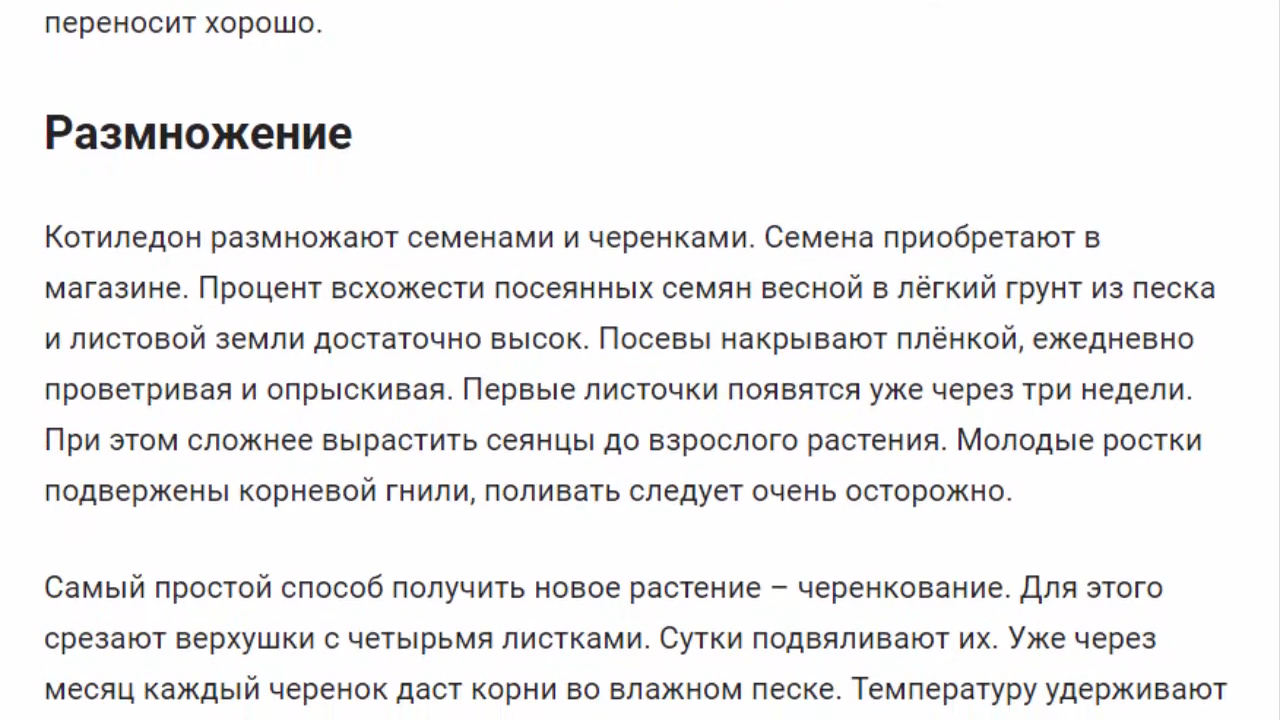 переносит хорошо.
Размножение
Котиледон размножают семенами и черенками. Семена приобретают в
магазине. Процент всхожести посеянных семян весной в лёгкий грунт из песка
и листовой земли достаточно высок. Посевы накрывают плёнкой, ежедневно
проветривая и опрыскивая. Первые листочки появятся уже через три недели.
При этом сложнее вырастить сеянцы до взрослого растения. Молодые ростки
подвержены корневой гнили, поливать следует очень осторожно.
Самый простой способ получить новое растение – черенкование. Для этого
срезают верхушки с четырьмя листками. Сутки подвяливают их. Уже через
месяц каждый черенок даст корни во влажном песке. Температуру удерживают